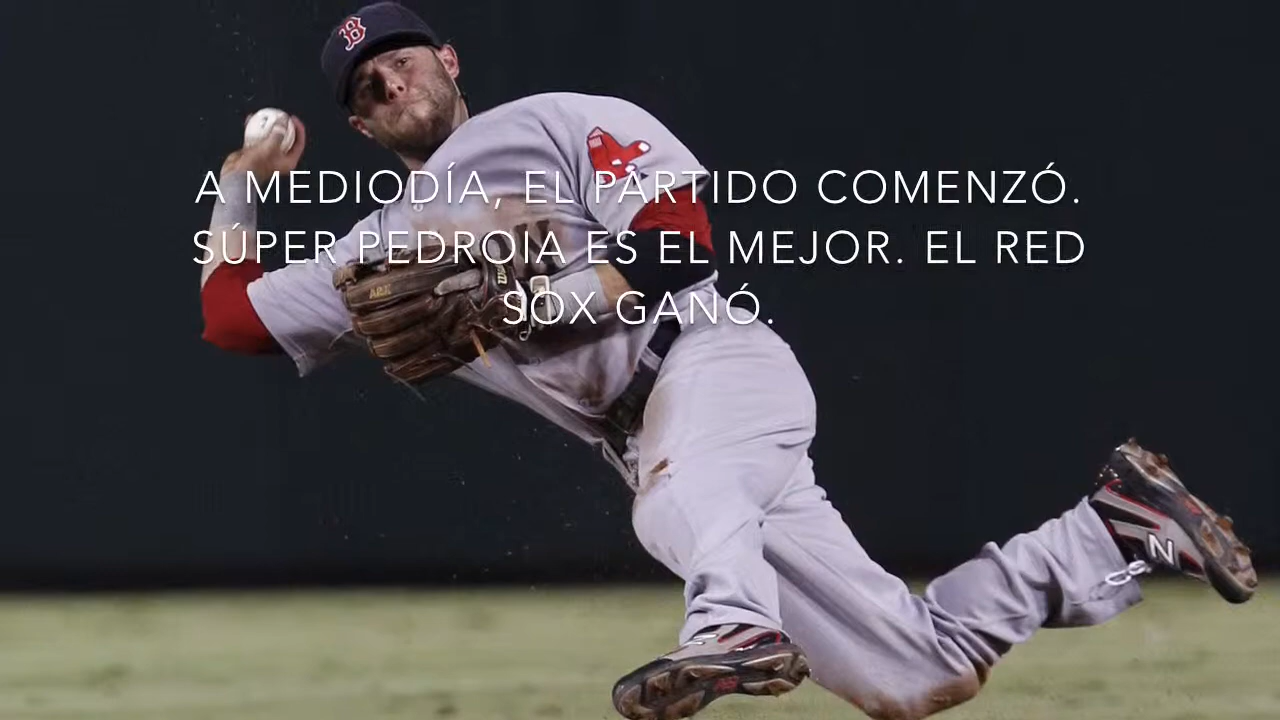 A MEDIODÍA, EL PARTIDO COMENZÓ.
SÚPER PEDROIA ES EL MEJOR. EL RED
SOX GANÓ.